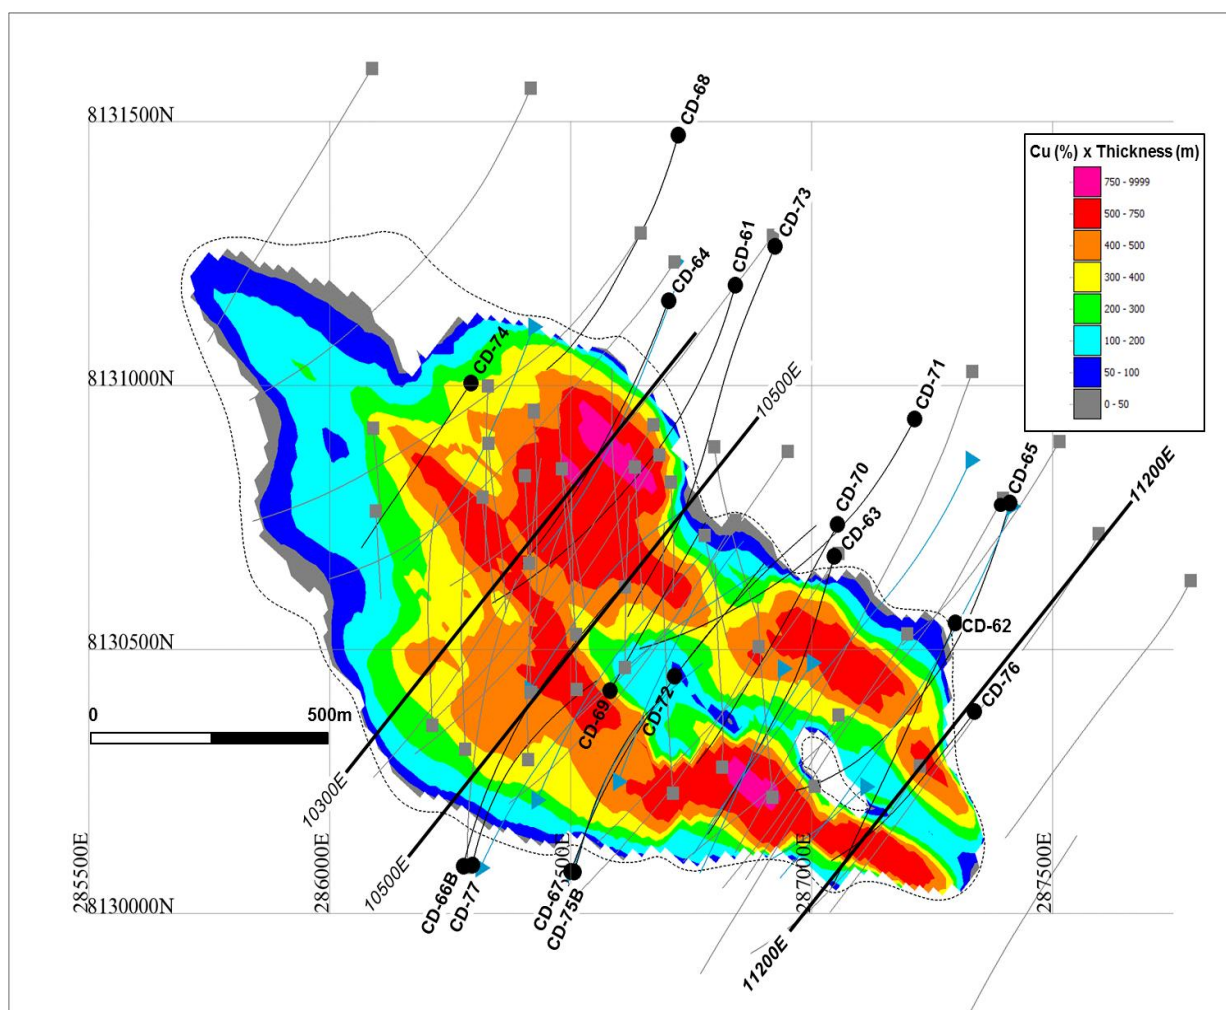 CD-68
8131500N
Cu (%) x Thickness (m)
750 - 9999
500 - 750
400 - 500
300 - 400
200 - 300
100 - 200
50 - 100
0 - 50
CD-73
CD-61
CD-64
CD-74
8131000N
10500E
CD-71
CD-65
11200E
CD-70
CD-63
CD-62
8130500N
CD-76
CD-69
CD-72
0
500m
10300E
285500E
286000E
287000E
287500E
10500E
CD-66B
CD-77
CD-67
CD-75B
8130000N
11200E